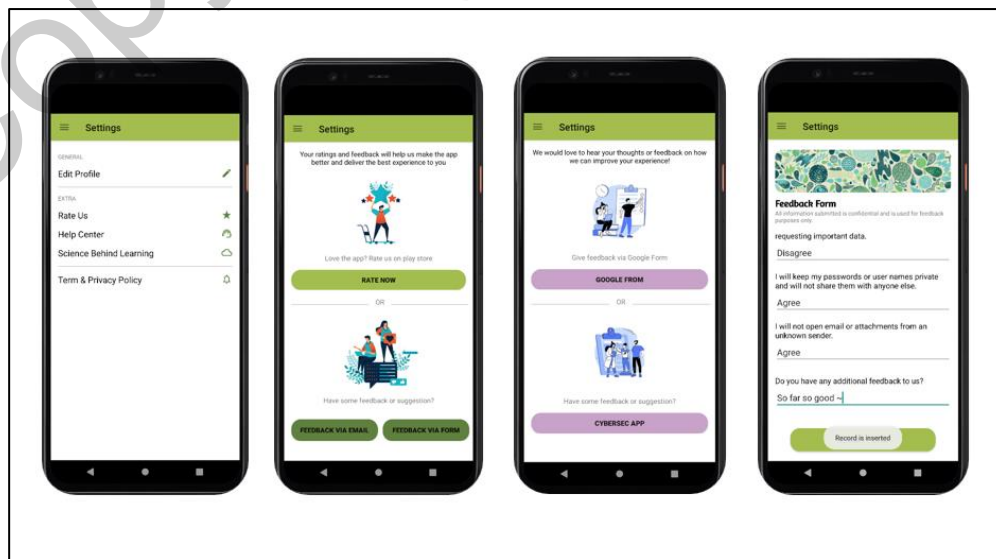 Settings
GENERAL
Edit Profile
EXTRA
Rate Us
Help Center
Science Behind Learning
Term & Privacy Policy
Settings
Your ratings and feedback will help us make the app
better and deliver the best experience to you
Love the app? Rate us on play store
RATE NOW
OR
Have some feedback or suggestion?
FEEDBACK VIA EMAIL
FEEDBACK VIA FORM
Settings
We would love to hear your thoughts or feedback on how
we can improve your experience!
Give feedback via Google Form
GOOGLE FROM
OR
Have some feedback or suggestion?
CYBERSEC APP
Settings
Feedback Form
All information submitted is confidential and is used for feedback
purposes only
requesting important data.
Disagree
I will keep my passwords or user names private
and will not share them with anyone else.
Agree
I will not open email or attachments from an
unknown sender.
Agree
Do you have any additional feedback to us?
So far so good ~
Record is inserted